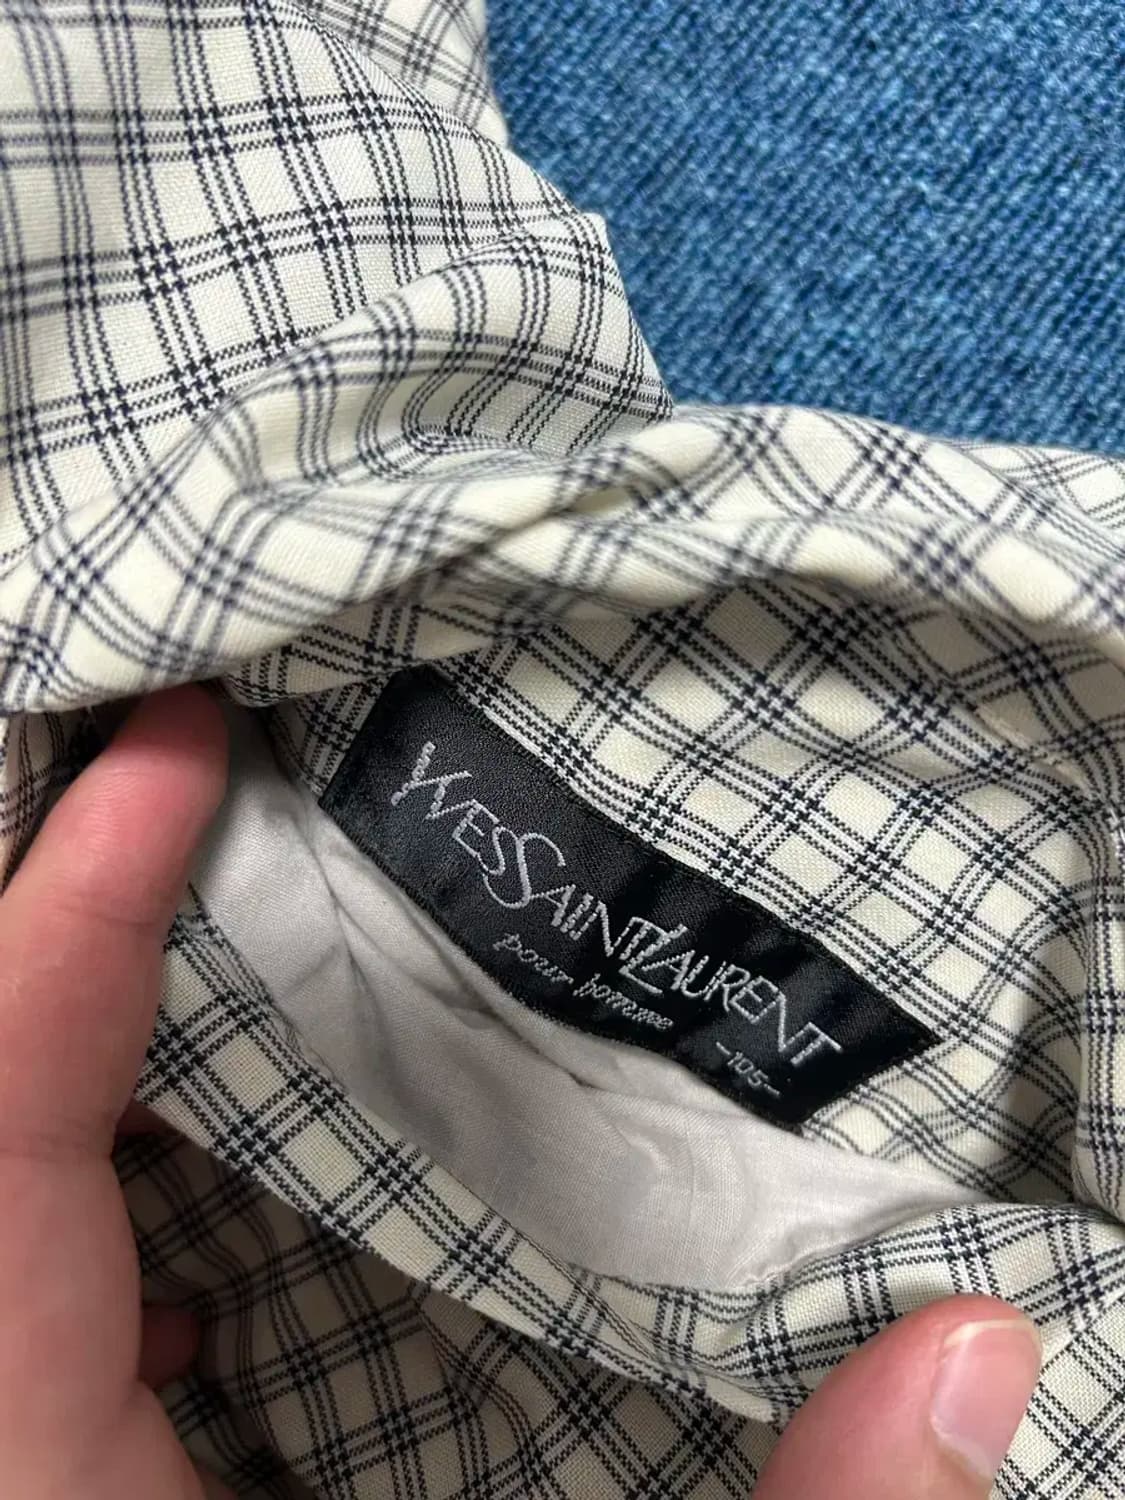 YVES SAINT LAURENT
pour homme
-105-